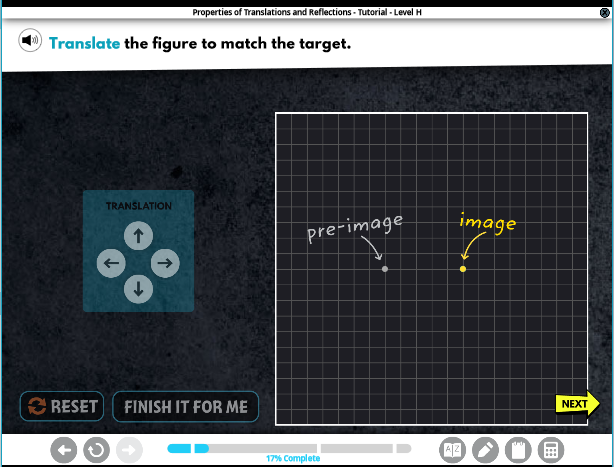 Properties of Translations and Reflections - Tutorial - Level H
Translate the figure to match the target.
TRANSLATION
pre-image
image
RESET
FINISH IT FOR ME
NEXT
17% Complete
A Z